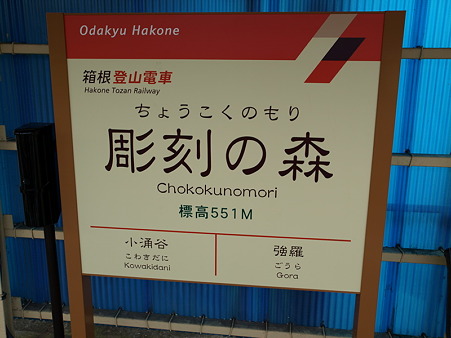 Odakyu Hakone
箱根登山電車
Hakone Tozan Railway
ちょうこくのもり
彫刻の森
Chokokunomori
標高551M
小涌谷
こわきだに
Kowakidani
強羅
ごうら
Gora